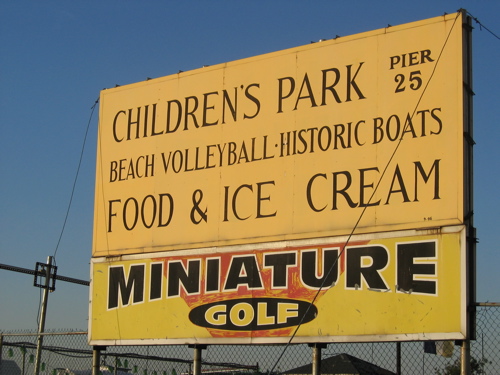 CHILDREN'S PARK PIER 25
BEACH VOLLEYBALL·HISTORIC BOATS
FOOD & ICE CREAM
MINIATURE
GOLF